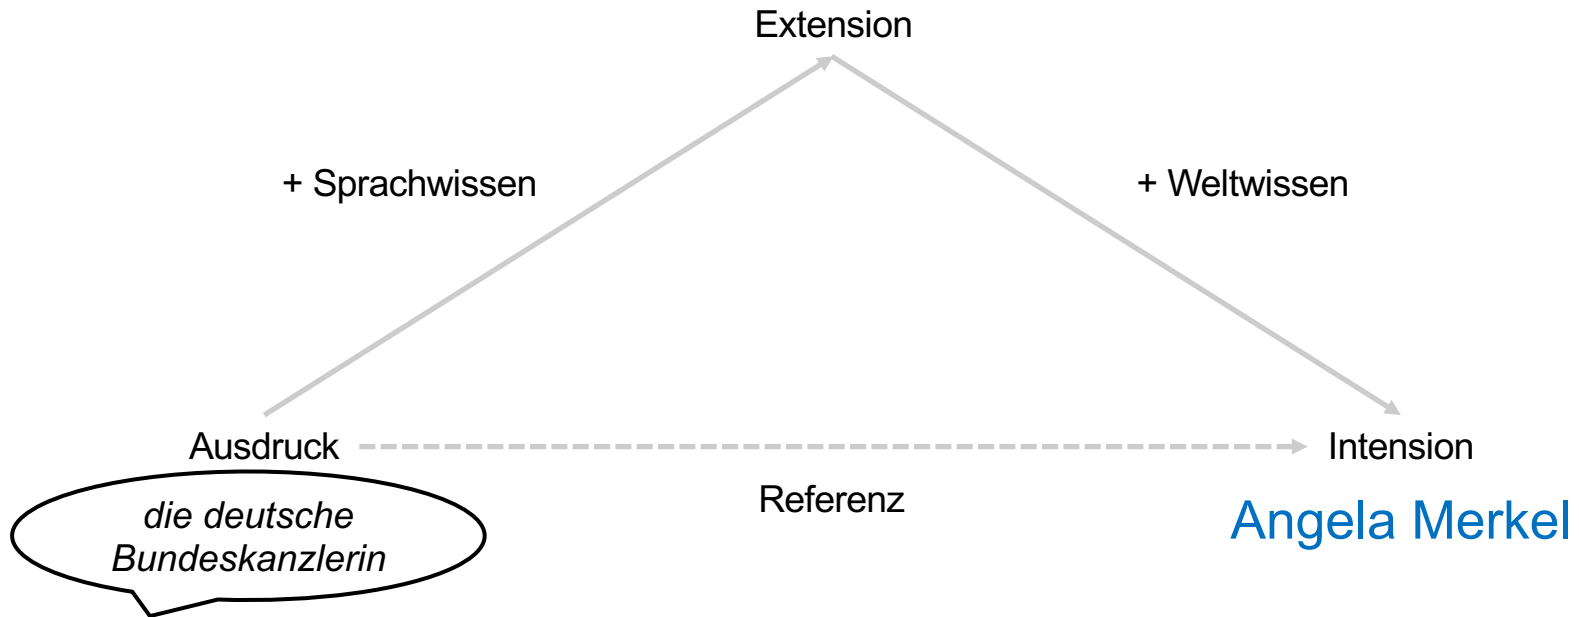 Extension
+ Sprachwissen
+ Weltwissen
Ausdruck
Intension
Referenz
die deutsche
Bundeskanzlerin
Angela Merkel